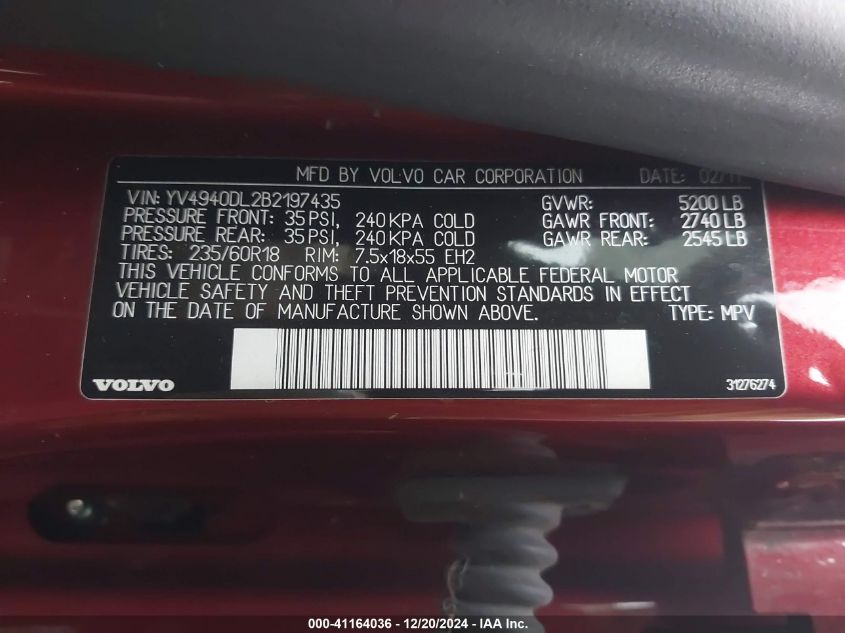 MFD BY VOLVO CAR CORPORATION DATE: 02/11
VIN: YV4940DL2B2197435 GVWR: 5200 LB
PRESSURE FRONT: 35 PSI, 240 KPA COLD GAWR FRONT: 2740 LB
PRESSURE REAR: 35 PSI, 240 KPA COLD GAWR REAR: 2545 LB
TIRES: 235/60R18 RIM: 7.5x18x55 EH2
THIS VEHICLE CONFORMS TO ALL APPLICABLE FEDERAL MOTOR
VEHICLE SAFETY AND THEFT PREVENTION STANDARDS IN EFFECT
ON THE DATE OF MANUFACTURE SHOWN ABOVE. TYPE: MPV
VOLVO 31276274
000-41164036 - 12/20/2024 - IAA Inc.